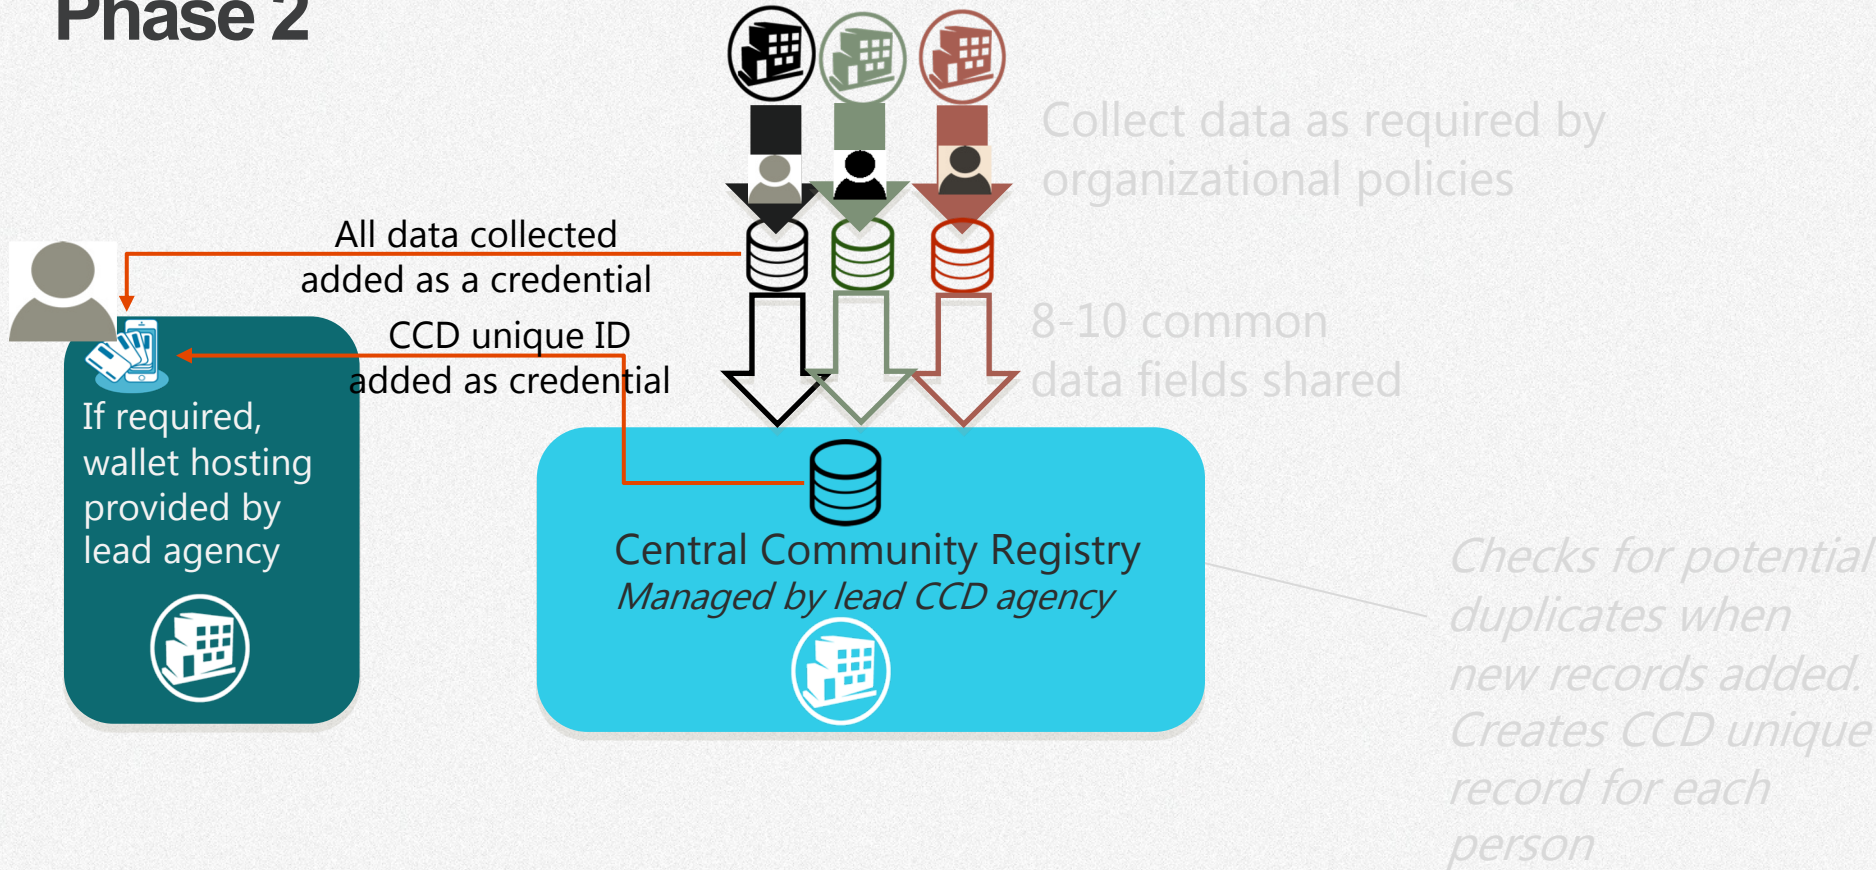 Phase 2
Collect data as required by
organizational policies
All data collected
added as a credential
CCD unique ID
added as credential
8-10 common
data fields shared
If required,
wallet hosting
provided by
lead agency
Central Community Registry
Managed by lead CCD agency
Checks for potential
duplicates when
new records added.
Creates CCD unique
record for each
person